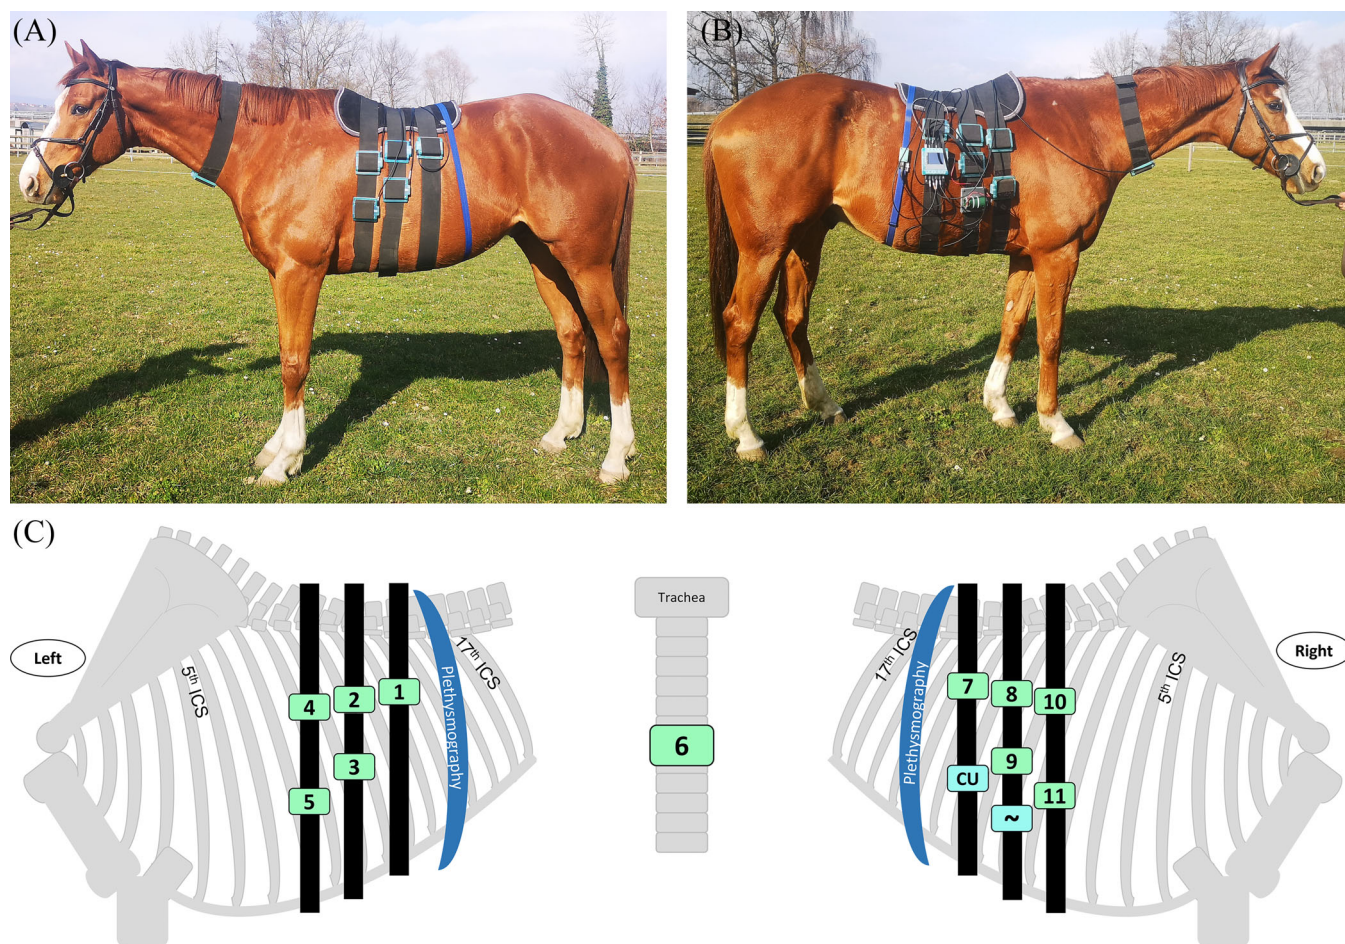 (A)
(B)
(C)
Left
5th ICS
17th ICS
4
2
1
5
3
Plethysmography
Trachea
6
17th ICS
Plethysmography
7
8
10
CU
9
11
~
5th ICS
Right